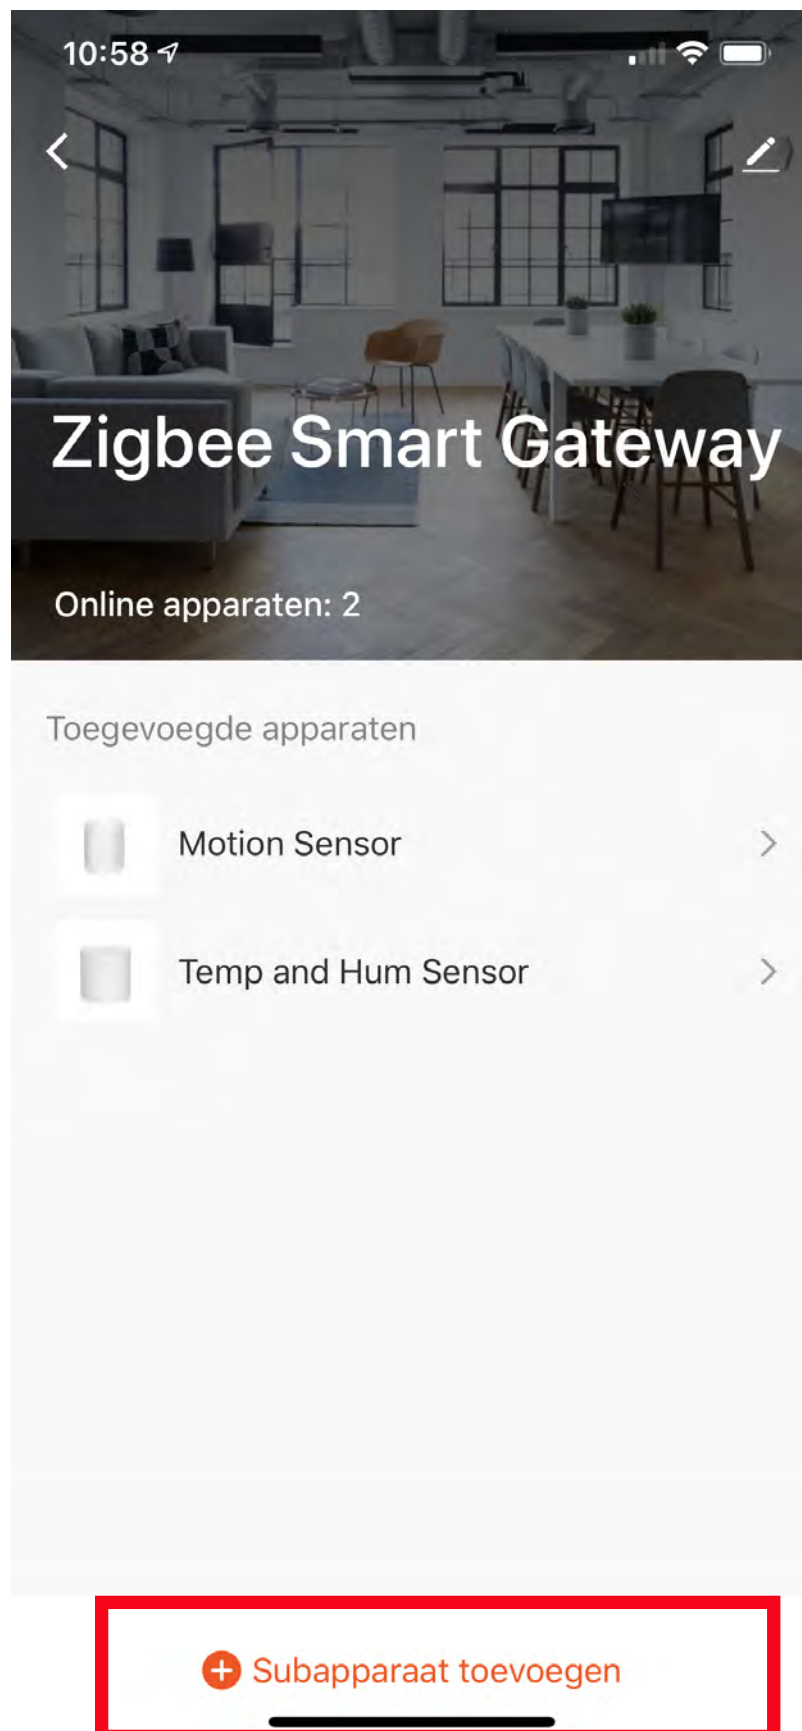 10:58
Zigbee Smart Gateway
Online apparaten: 2
Toegevoegde apparaten
Motion Sensor
Temp and Hum Sensor
Subapparaat toevoegen